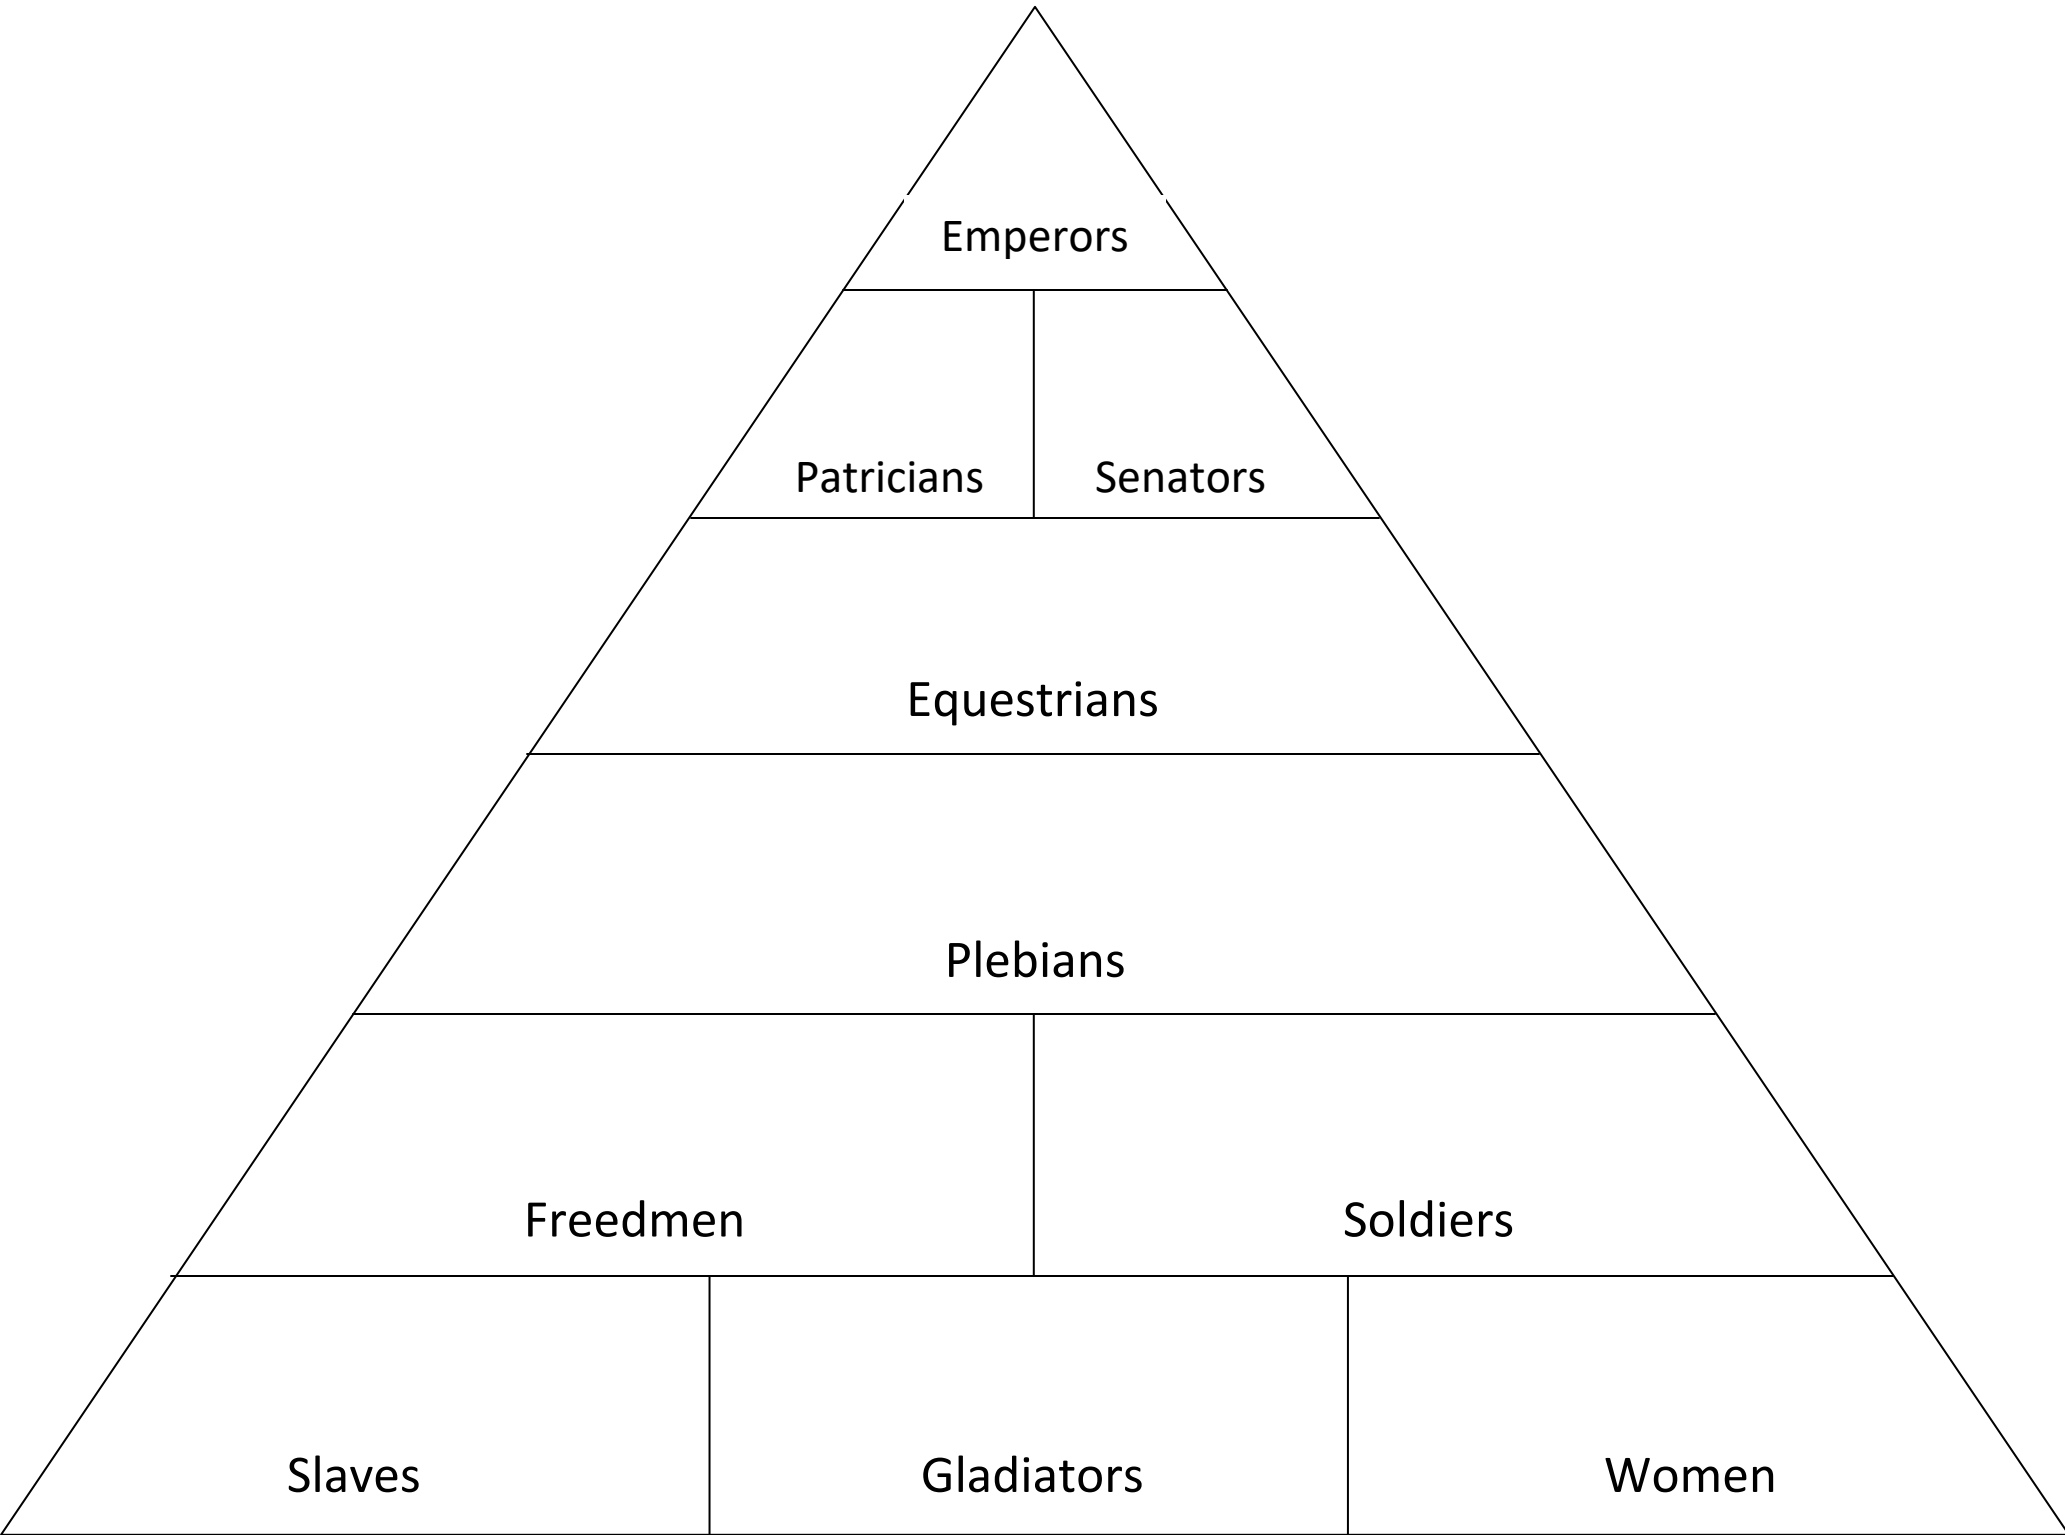 Emperors
Patricians Senators
Equestrians
Plebians
Freedmen Soldiers
Slaves Gladiators Women